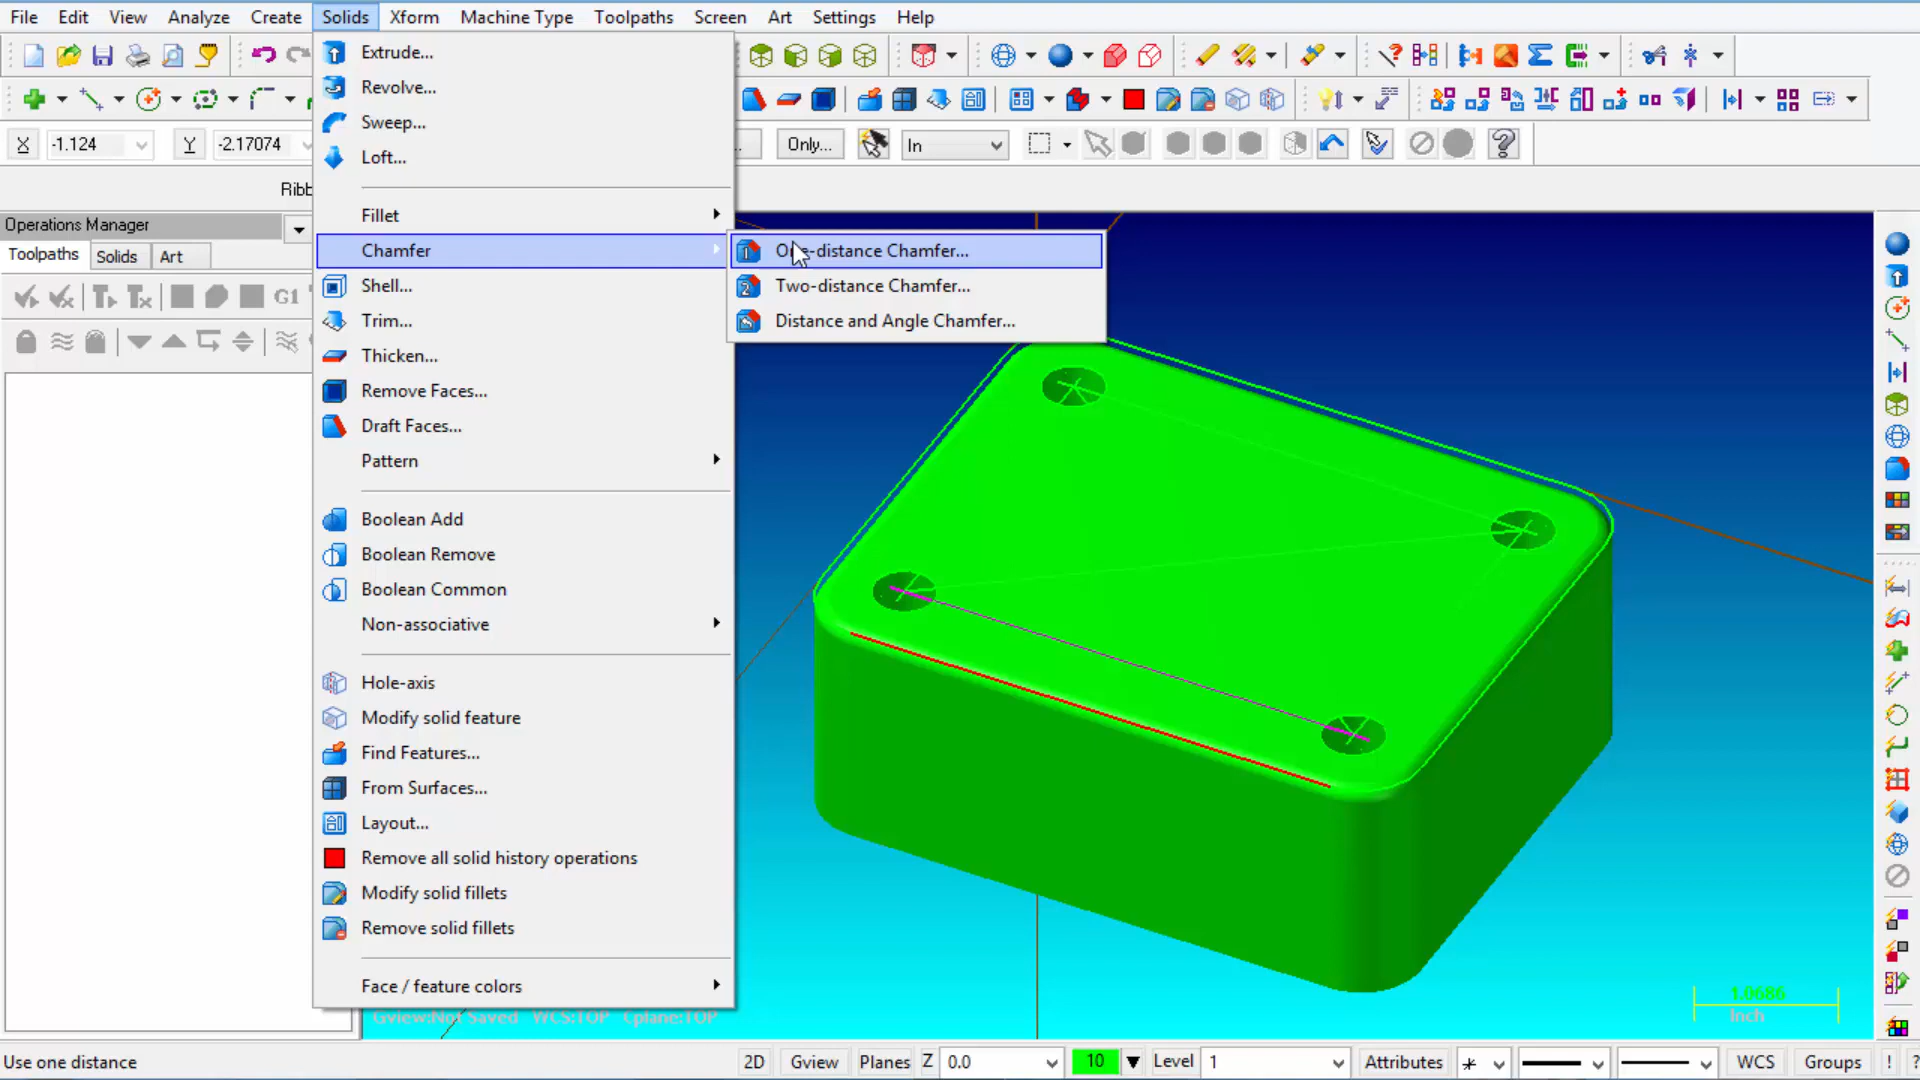 File Edit View Analyze Create Solids Xform Machine Type Toolpaths Screen Art Settings Help
Extrude...
Revolve...
Sweep...
Loft...
X -1.124 Y -2.17074
Only... In
Operations Manager
Toolpaths Solids Art
G1
Fillet
Chamfer
Shell...
Trim...
Thicken...
Remove Faces...
Draft Faces...
Pattern
Boolean Add
Boolean Remove
Boolean Common
Non-associative
Hole-axis
Modify solid feature
Find Features...
From Surfaces...
Layout...
Remove all solid history operations
Modify solid fillets
Remove solid fillets
Face / feature colors
One-distance Chamfer...
Two-distance Chamfer...
Distance and Angle Chamfer...
1.0686
Inch
Gview:Not Saved WCS:TOP Cplane:TOP
Use one distance 2D Gview Planes Z 0.0 10 Level 1 Attributes WCS Groups ! ?